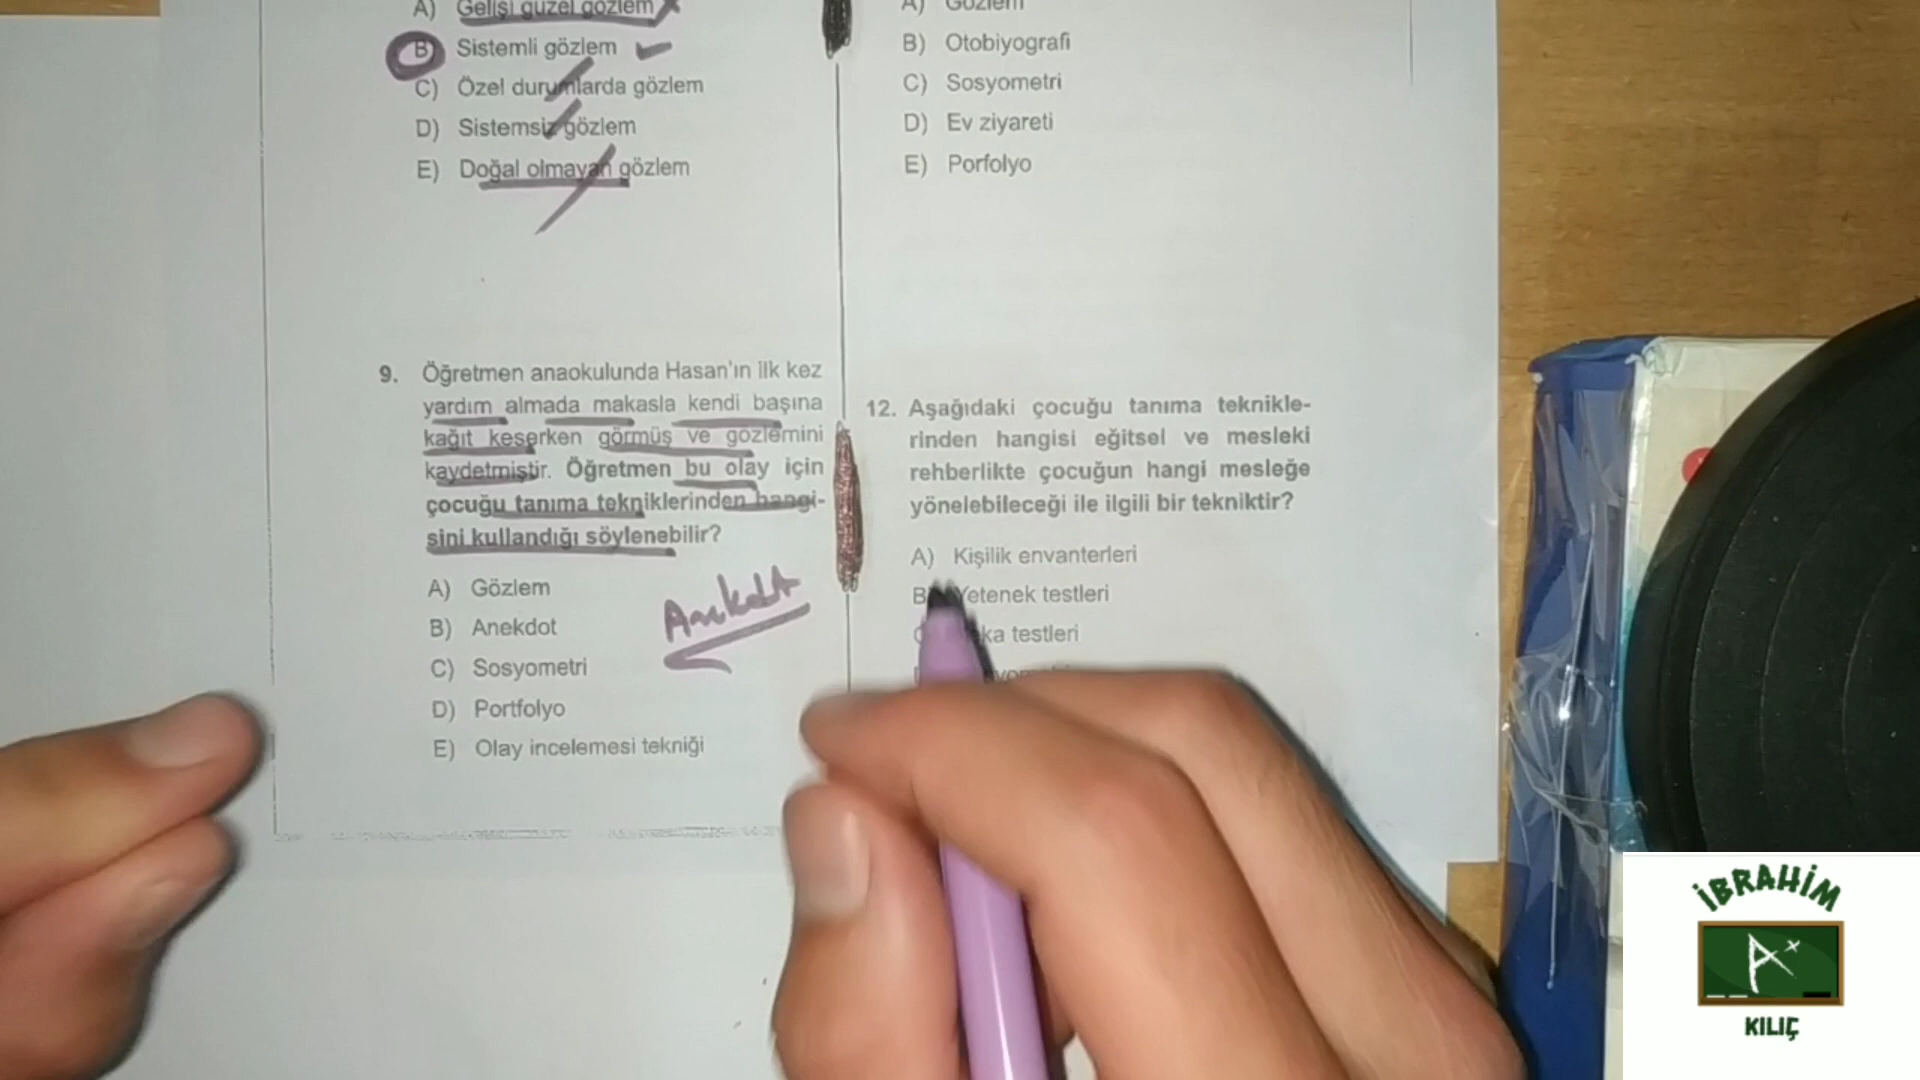 A) Gelişi güzel gözlem
B) Sistemli gözlem
C) Özel durumlarda gözlem
D) Sistemsiz gözlem
E) Doğal olmayan gözlem
9. Öğretmen anaokulunda Hasan'ın ilk kez
yardım almada makasla kendi başına
kağıt keserken görmüş ve gözlemini
kaydetmiştir. Öğretmen bu olay için
çocuğu tanıma tekniklerinden hangi-
sini kullandığı söylenebilir?
A) Gözlem
B) Anekdot
C) Sosyometri
D) Portfolyo
E) Olay incelemesi tekniği
A) Gözlem
B) Otobiyografi
C) Sosyometri
D) Ev ziyareti
E) Porfolyo
12. Aşağıdaki çocuğu tanıma teknikle-
rinden hangisi eğitsel ve mesleki
rehberlikte çocuğun hangi mesleğe
yönelebileceği ile ilgili bir tekniktir?
A) Kişilik envanterleri
B) Yetenek testleri
testleri
İBRAHİM
A+
KILIÇ